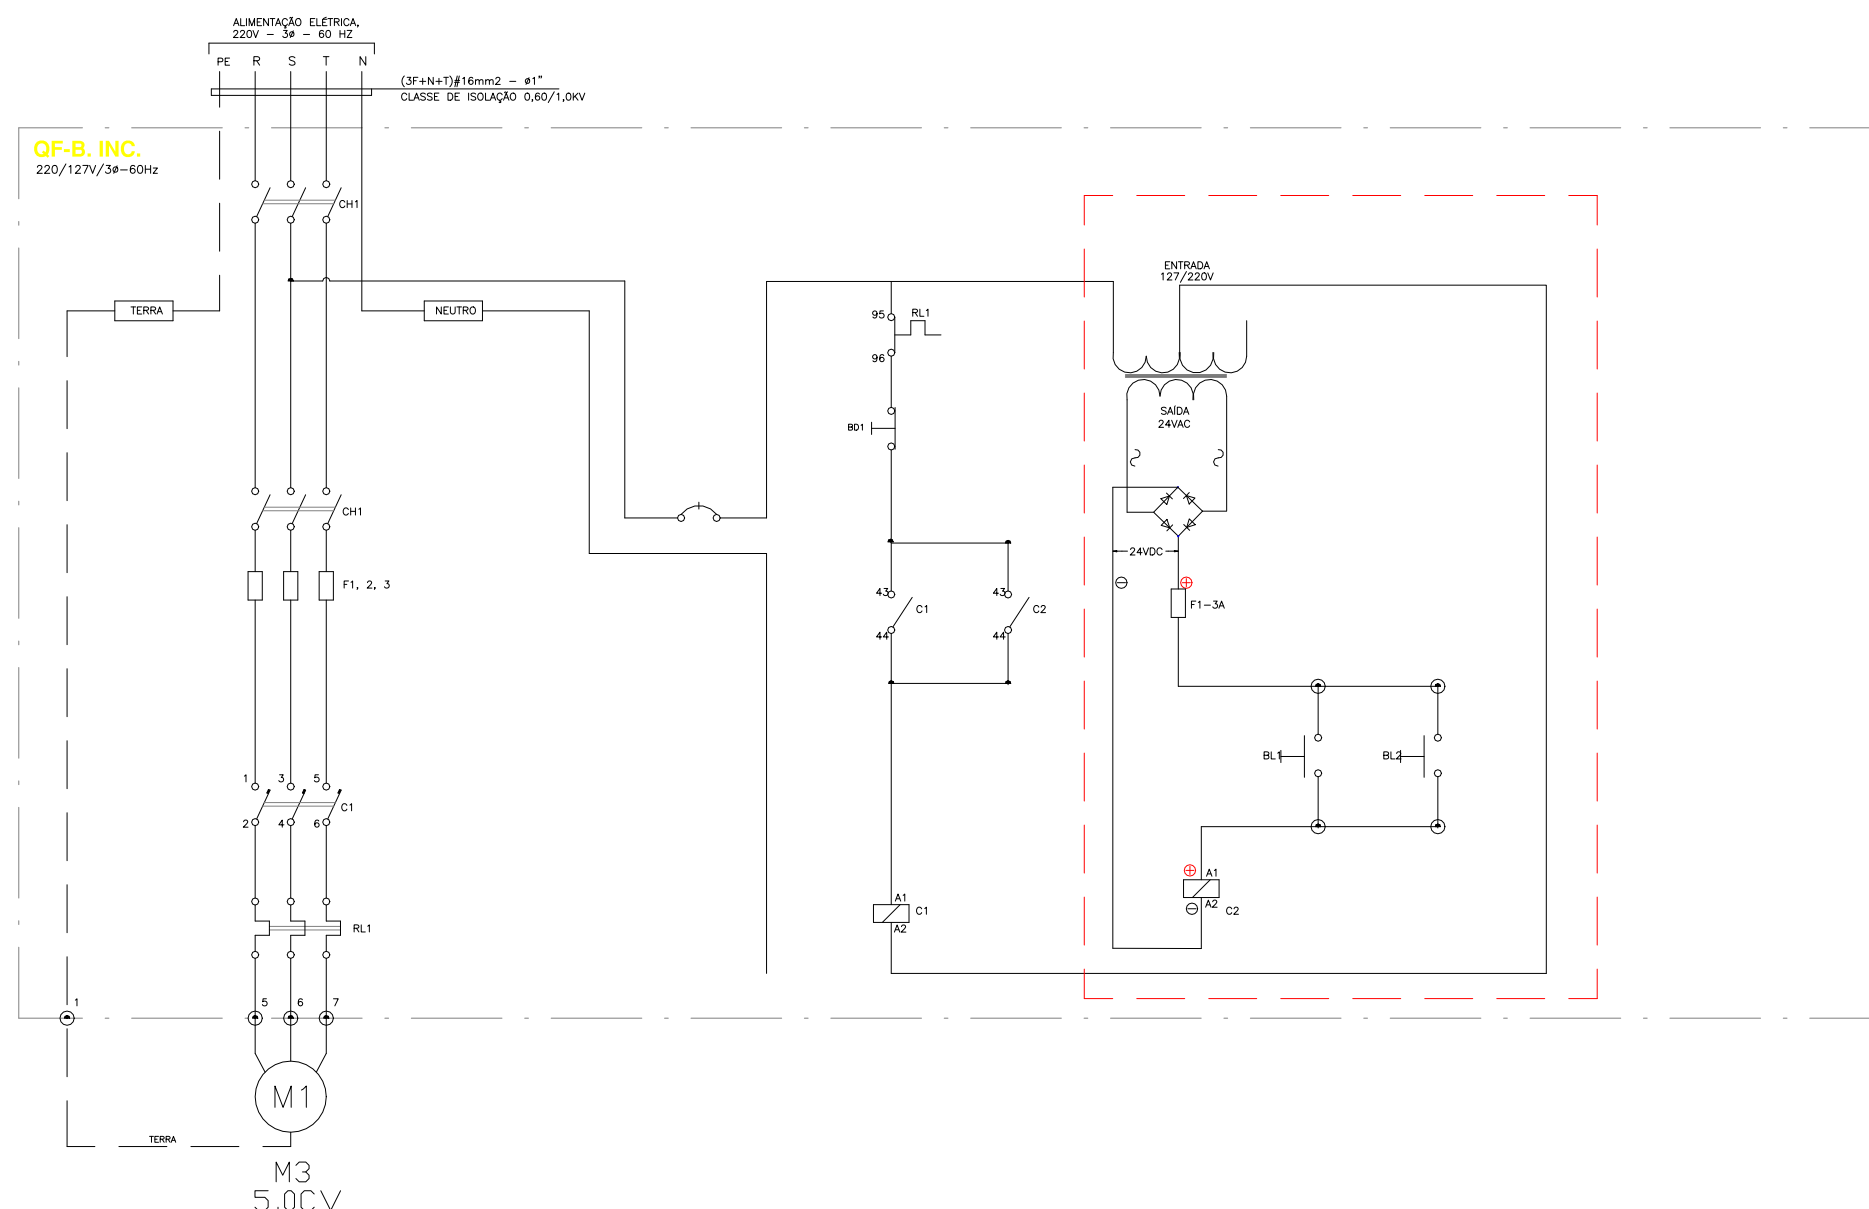 ALIMENTAÇÃO ELÉTRICA,
220V - 3ø - 60 HZ
PE R S T N
(3F+N+T)#16mm2 - ø1"
CLASSE DE ISOLAÇÃO 0,60/1,0KV
QF-B. INC.
220/127V/3ø-60Hz
CH1
ENTRADA
127/220V
TERRA
NEUTRO
95
RL1
96
SAÍDA
24VAC
BD1
CH1
24VDC
F1, 2, 3
43
C1
44
43
C2
44
F1-3A
BL1
BL2
1 3 5
C1
2 4 6
A1
C1
A2
A1
A2
C2
RL1
1
5 6 7
M1
TERRA
M3
5.0CV